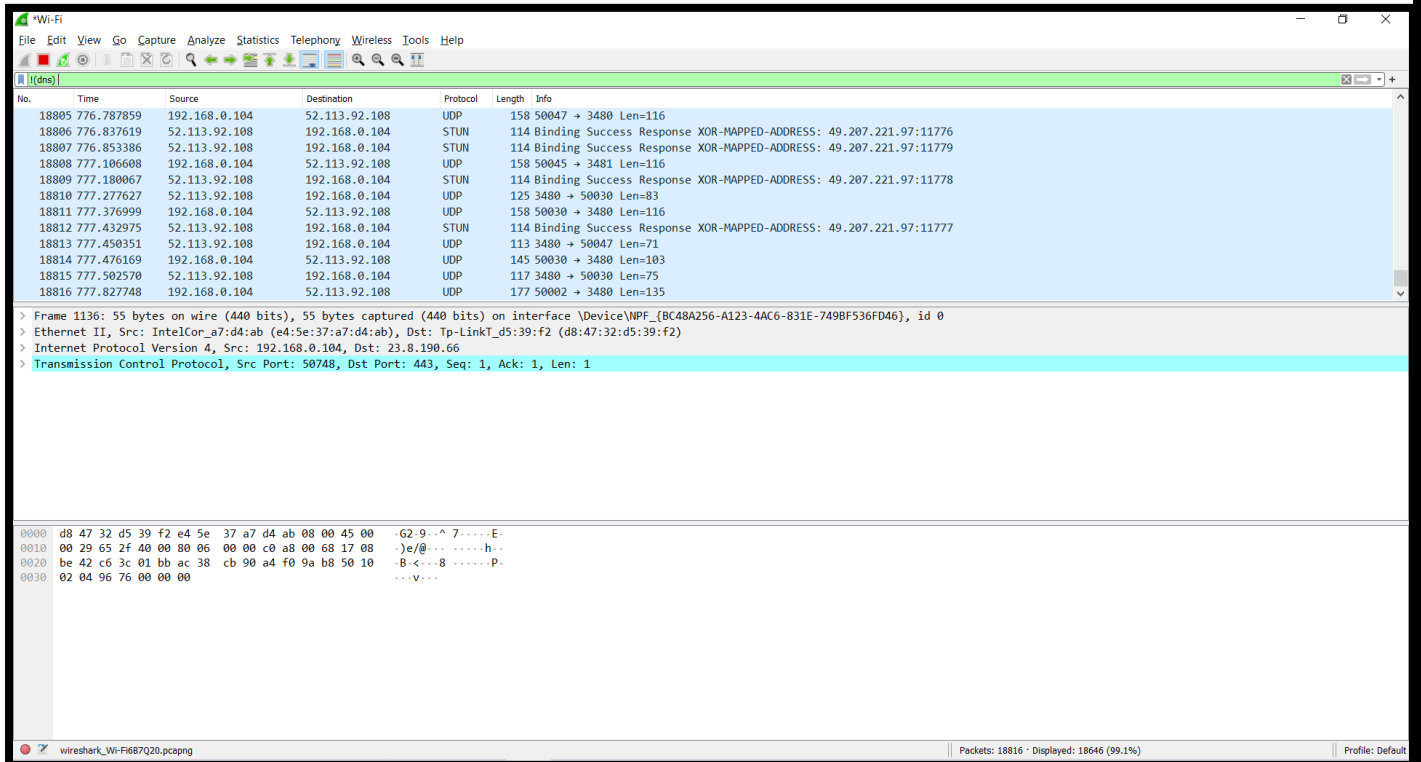 *Wi-Fi
File Edit View Go Capture Analyze Statistics Telephony Wireless Tools Help
!(dns)
No. Time Source Destination Protocol Length Info
18805 776.787859 192.168.0.104 52.113.92.108 UDP 158 50047 → 3480 Len=116
18806 776.837619 52.113.92.108 192.168.0.104 STUN 114 Binding Success Response XOR-MAPPED-ADDRESS: 49.207.221.97:11776
18807 776.853386 52.113.92.108 192.168.0.104 STUN 114 Binding Success Response XOR-MAPPED-ADDRESS: 49.207.221.97:11779
18808 777.106608 192.168.0.104 52.113.92.108 UDP 158 50045 → 3481 Len=116
18809 777.180067 52.113.92.108 192.168.0.104 STUN 114 Binding Success Response XOR-MAPPED-ADDRESS: 49.207.221.97:11778
18810 777.277627 52.113.92.108 192.168.0.104 UDP 125 3480 → 50030 Len=83
18811 777.376999 192.168.0.104 52.113.92.108 UDP 158 50030 → 3480 Len=116
18812 777.432975 52.113.92.108 192.168.0.104 STUN 114 Binding Success Response XOR-MAPPED-ADDRESS: 49.207.221.97:11777
18813 777.450351 52.113.92.108 192.168.0.104 UDP 113 3480 → 50047 Len=71
18814 777.476169 192.168.0.104 52.113.92.108 UDP 145 50030 → 3480 Len=103
18815 777.502570 52.113.92.108 192.168.0.104 UDP 117 3480 → 50030 Len=75
18816 777.827748 192.168.0.104 52.113.92.108 UDP 177 50002 → 3480 Len=135
> Frame 1136: 55 bytes on wire (440 bits), 55 bytes captured (440 bits) on interface \Device\NPF_{BC48A256-A123-4AC6-831E-749BF536FD46}, id 0
> Ethernet II, Src: IntelCor_a7:d4:ab (e4:5e:37:a7:d4:ab), Dst: Tp-LinkT_d5:39:f2 (d8:47:32:d5:39:f2)
> Internet Protocol Version 4, Src: 192.168.0.104, Dst: 23.8.190.66
> Transmission Control Protocol, Src Port: 50748, Dst Port: 443, Seq: 1, Ack: 1, Len: 1
0000 d8 47 32 d5 39 f2 e4 5e 37 a7 d4 ab 08 00 45 00 ·G2·9··^ 7·····E·
0010 00 29 65 2f 40 00 80 06 00 00 c0 a8 00 68 17 08 ·)e/@··· ·····h··
0020 be 42 c6 3c 01 bb ac 38 cb 90 a4 f0 9a b8 50 10 ·B·<···8 ······P·
0030 02 04 96 76 00 00 00 ···v···
wireshark_Wi-Fi6B7Q20.pcapng Packets: 18816 · Displayed: 18646 (99.1%) Profile: Default